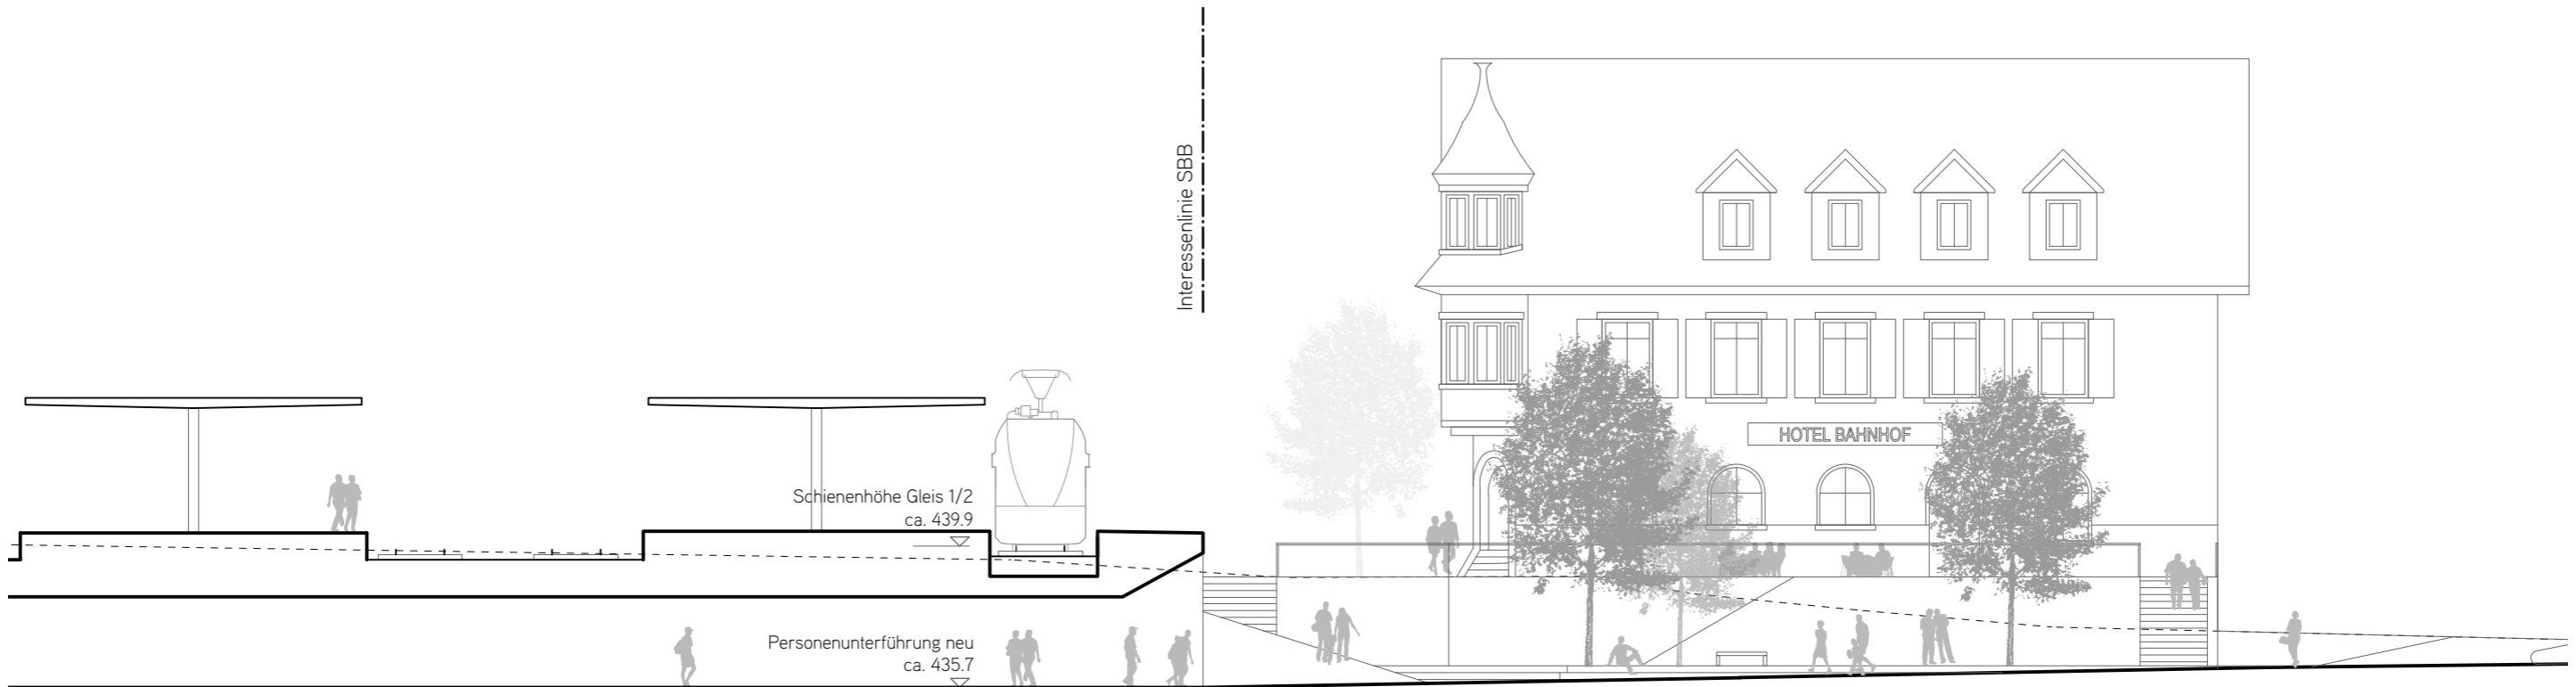 Interessenlinie SBB
HOTEL BAHNHOF
Schienenhöhe Gleis 1/2
ca. 439.9
Personenunterführung neu
ca. 435.7